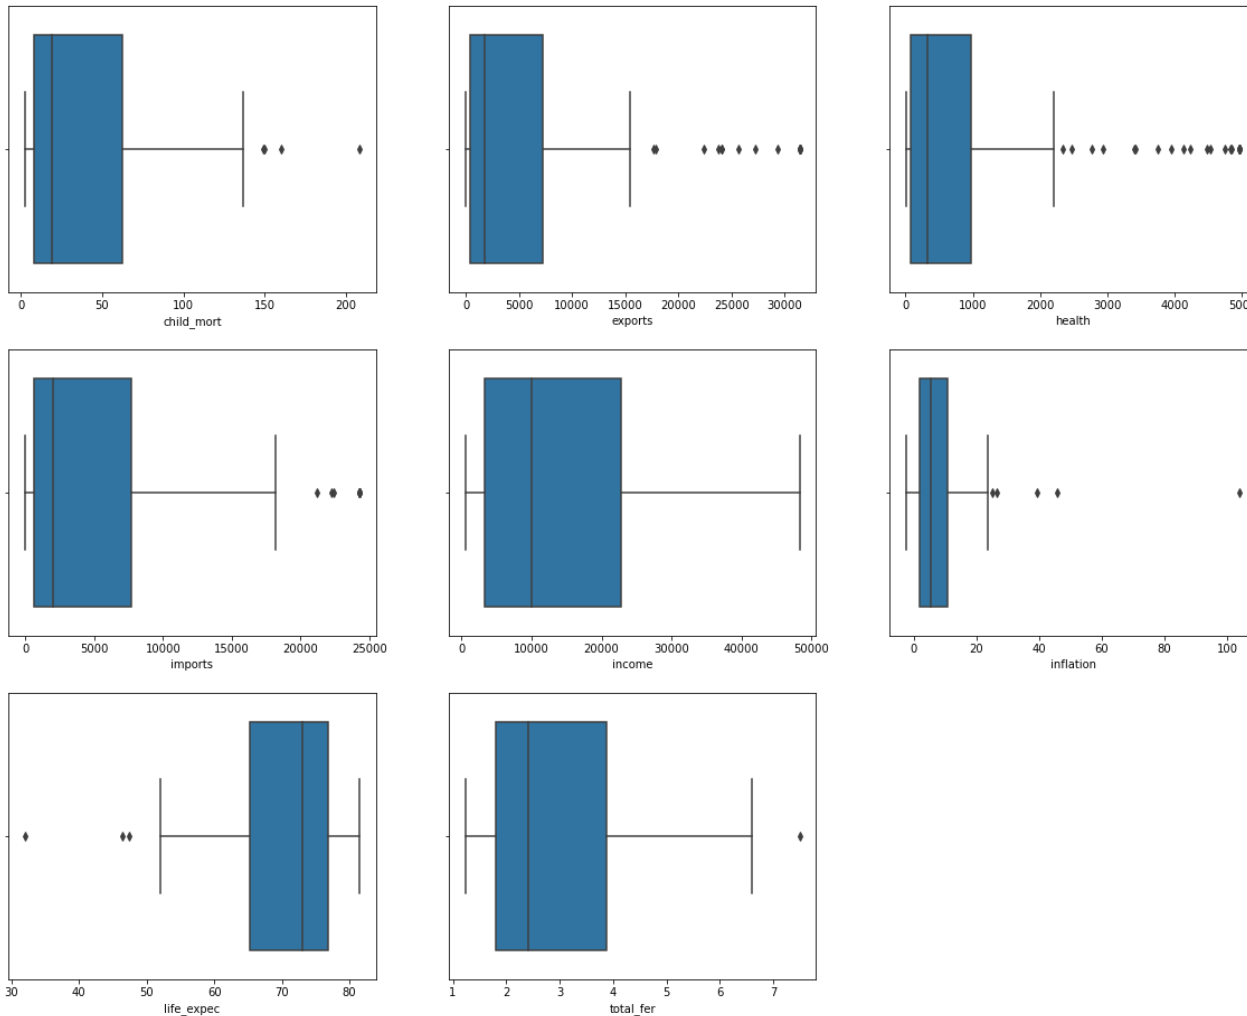 0 50 100 150 200
child_mort
0 5000 10000 15000 20000 25000 30000
exports
0 1000 2000 3000 4000 5000
health
0 5000 10000 15000 20000 25000
imports
0 10000 20000 30000 40000 50000
income
0 20 40 60 80 100
inflation
30 40 50 60 70 80
life_expec
1 2 3 4 5 6 7
total_fer